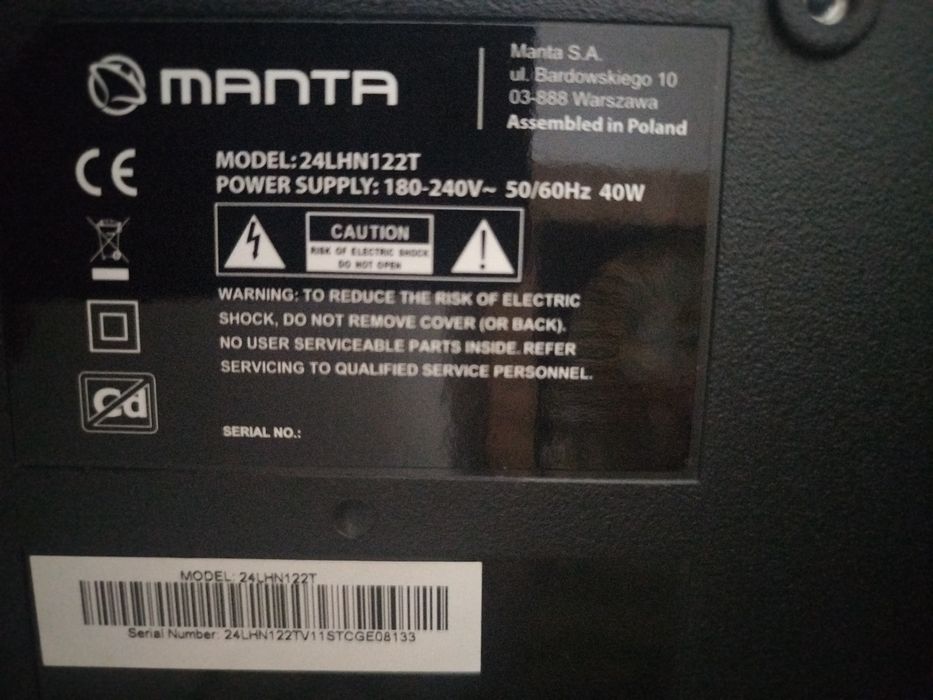 MANTA
Manta S.A.
ul. Bardowskiego 10
03-888 Warszawa
Assembled in Poland
CE
MODEL: 24LHN122T
POWER SUPPLY: 180-240V~ 50/60Hz 40W
CAUTION
RISK OF ELECTRIC SHOCK
DO NOT OPEN
WARNING: TO REDUCE THE RISK OF ELECTRIC
SHOCK, DO NOT REMOVE COVER (OR BACK).
NO USER SERVICEABLE PARTS INSIDE. REFER
SERVICING TO QUALIFIED SERVICE PERSONNEL.
Cd
SERIAL NO.:
MODEL: 24LHN122T
Serial Number: 24LHN122TV11STCGE08133